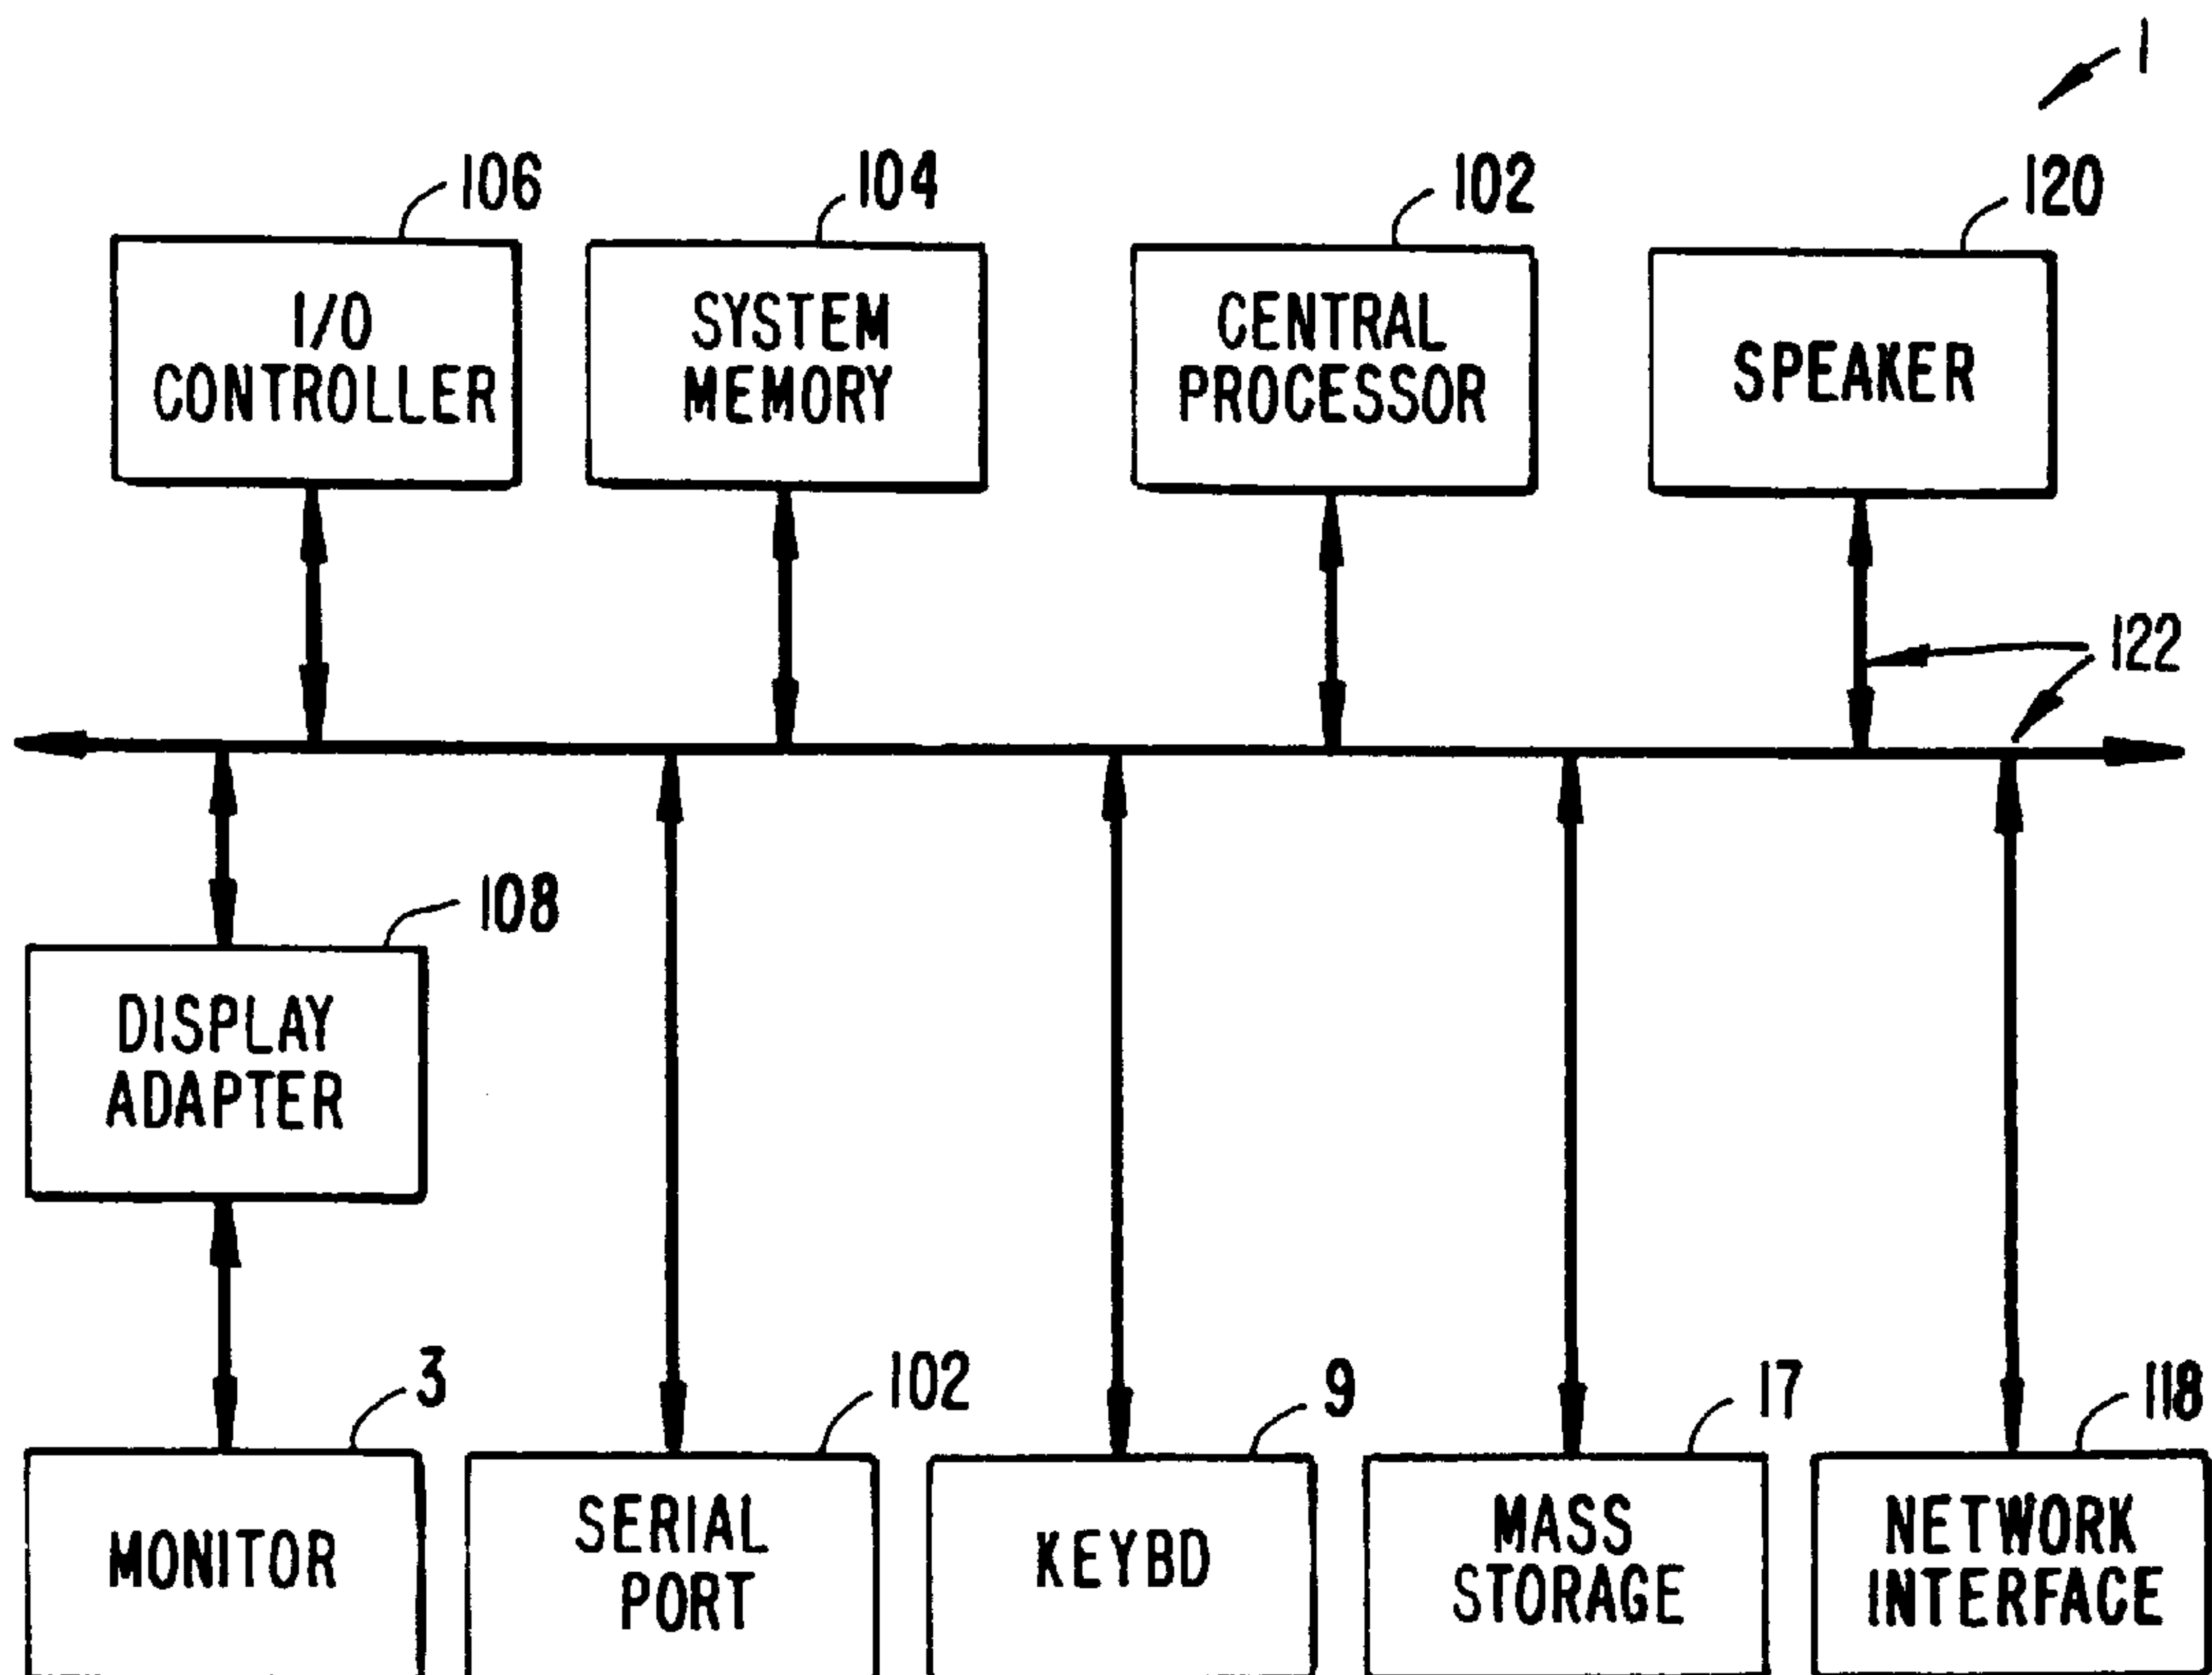 1
106
104
102
120
I/O
CONTROLLER
SYSTEM
MEMORY
CENTRAL
PROCESSOR
SPEAKER
122
108
DISPLAY
ADAPTER
3
102
9
17
118
MONITOR
SERIAL
PORT
KEYBD
MASS
STORAGE
NETWORK
INTERFACE